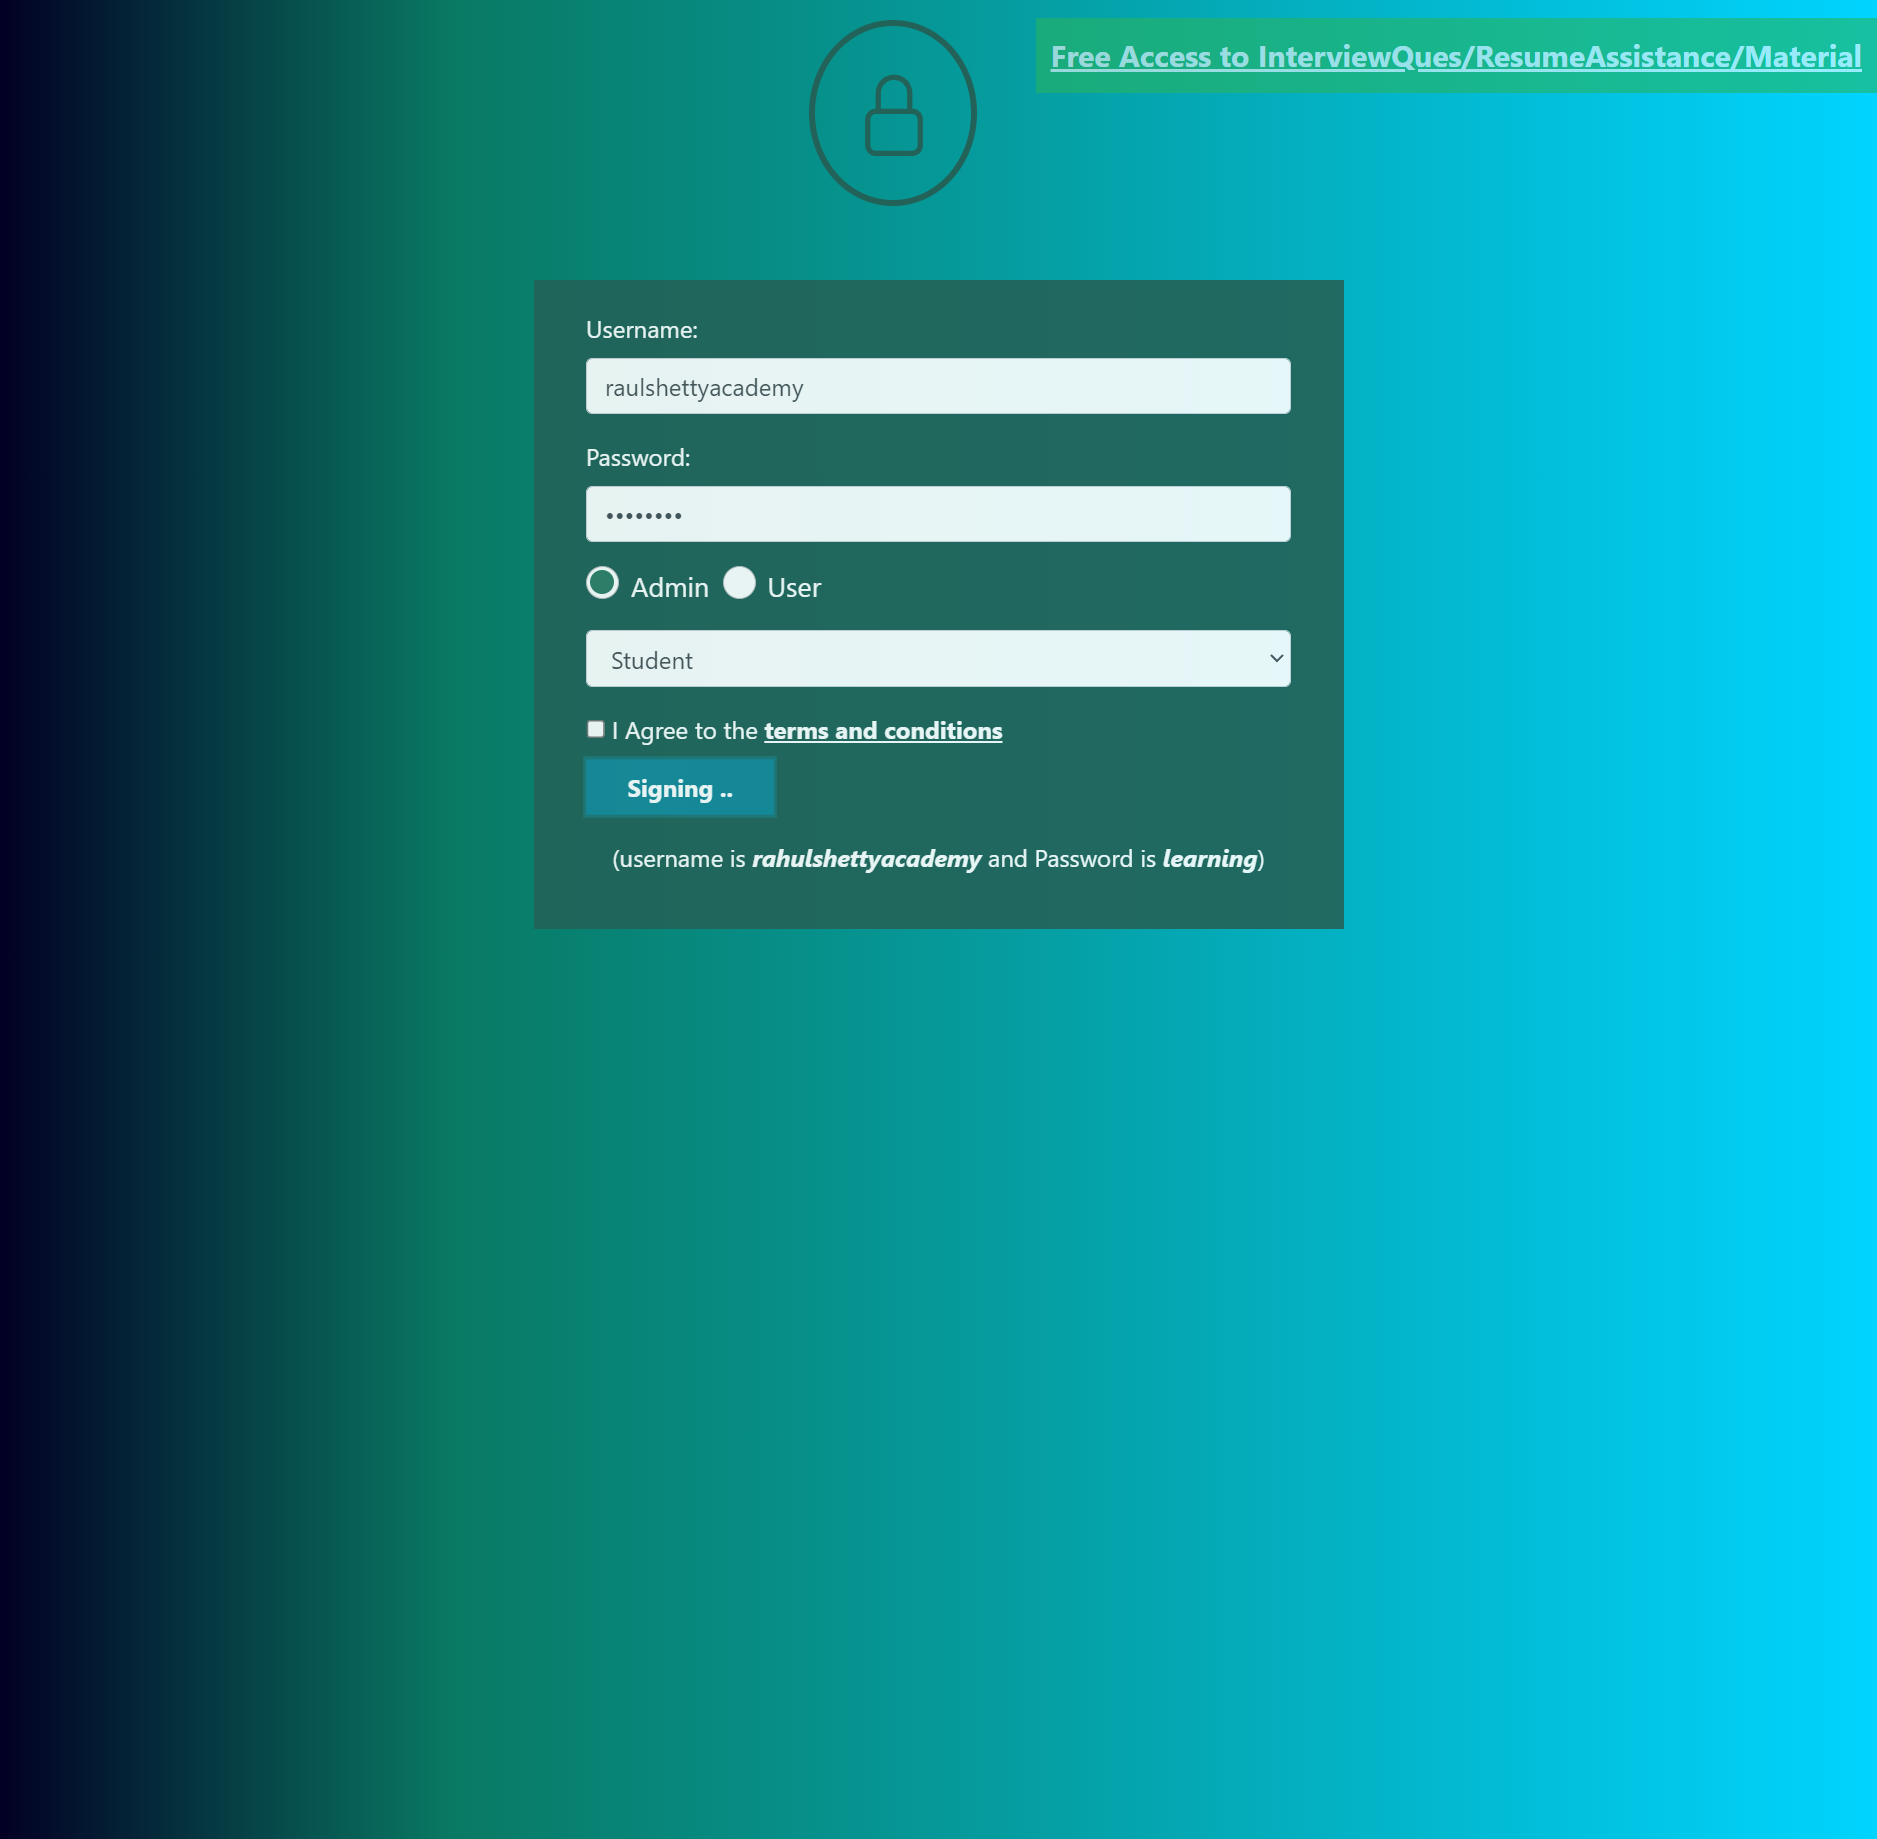 Free Access to InterviewQues/ResumeAssistance/Material
Username:
raulshettyacademy
Password:
••••••••
Admin User
Student
I Agree to the terms and conditions
Signing ..
(username is rahulshettyacademy and Password is learning)